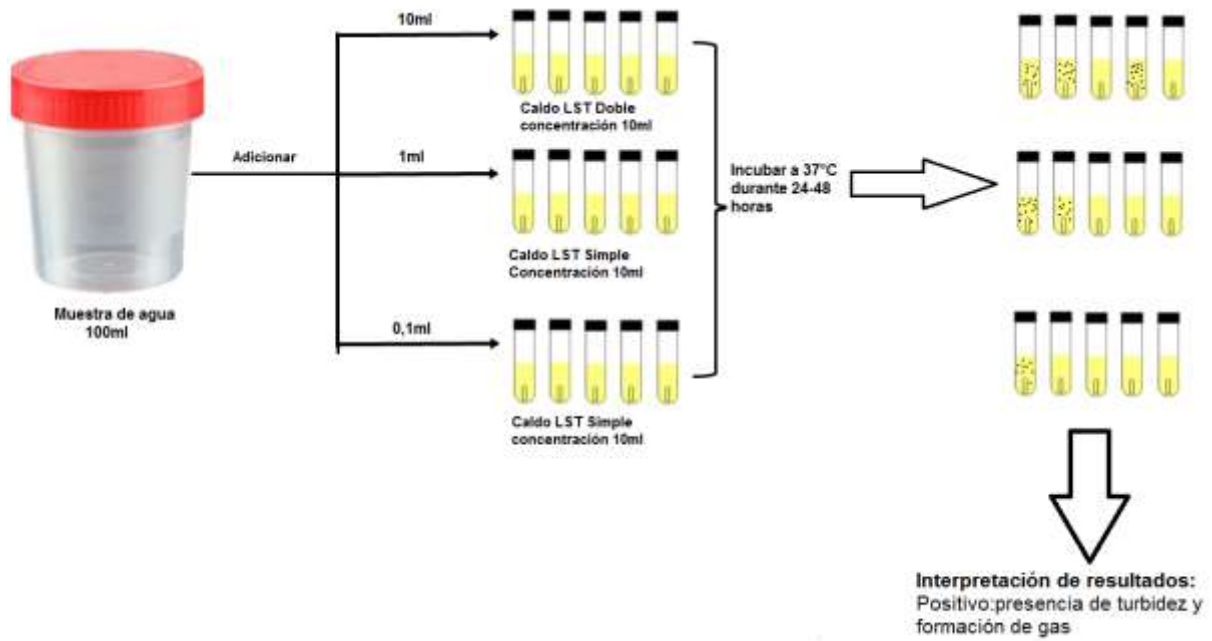 10ml
Caldo LST Doble
concentración 10ml
Muestra de agua
100ml
Adicionar
1ml
Caldo LST Simple
Concentración 10ml
0,1ml
Caldo LST Simple
concentración 10ml
Incubar a 37°C
durante 24-48
horas
Interpretación de resultados:
Positivo:presencia de turbidez y
formación de gas